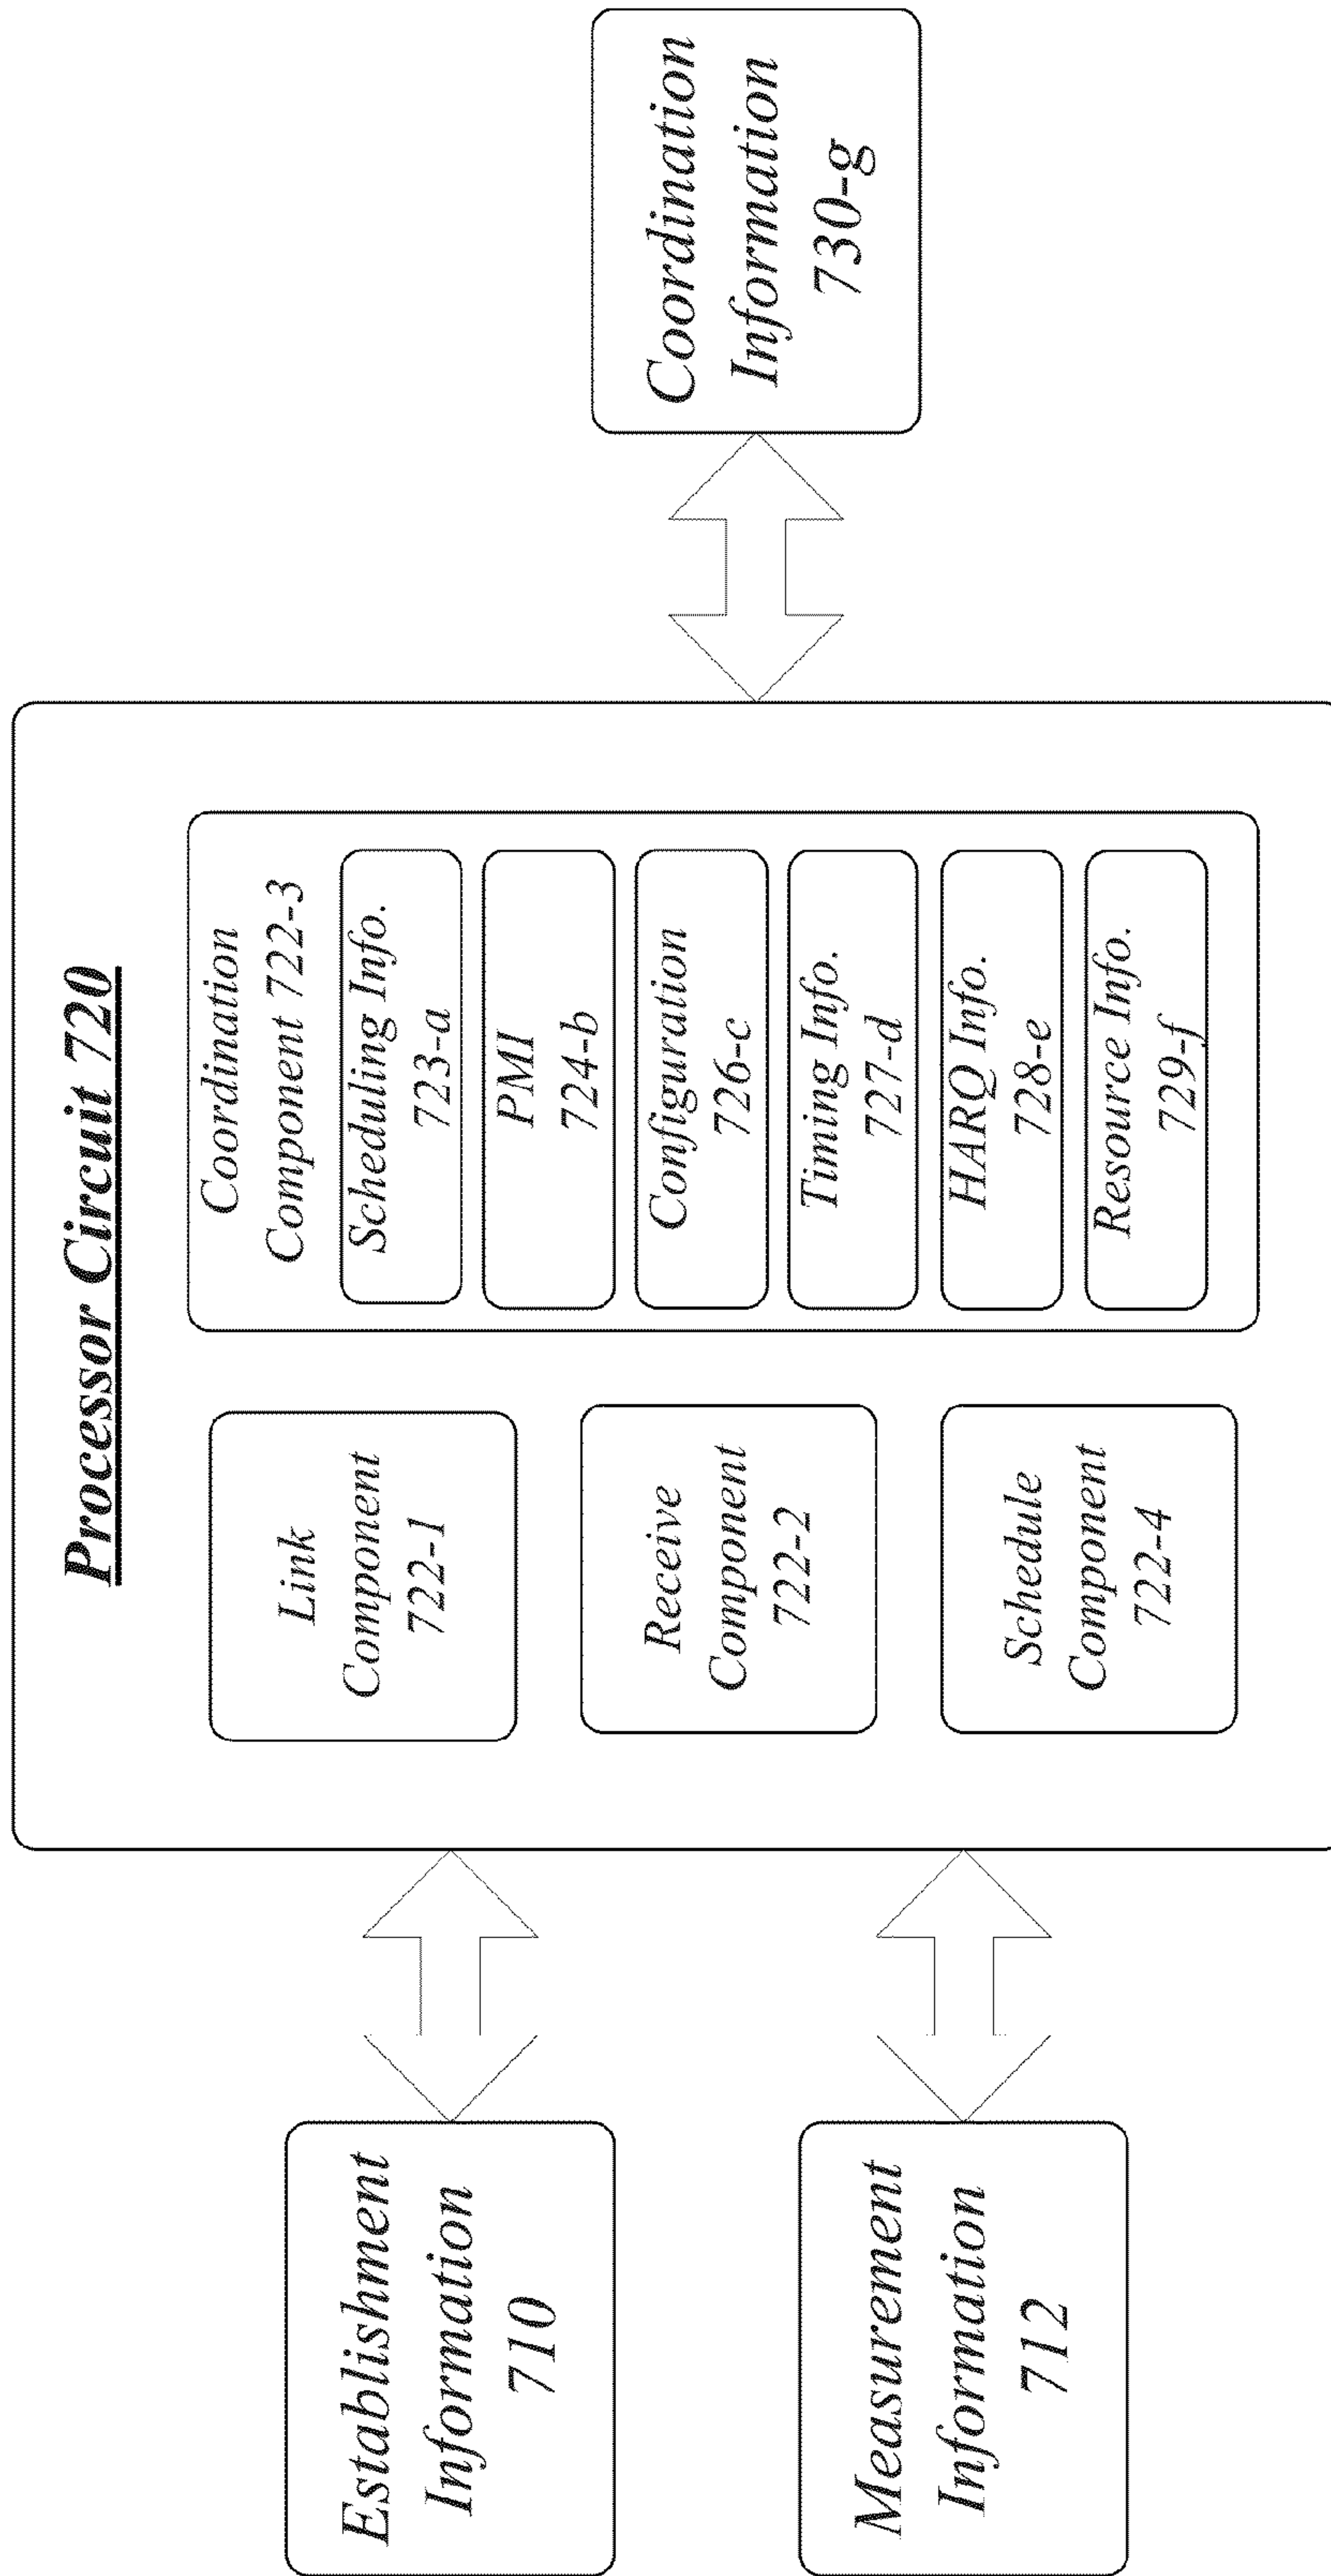 Processor Circuit 720
Establishment
Information
710
Measurement
Information
712
Link
Component
722-1
Receive
Component
722-2
Schedule
Component
722-4
Coordination
Component 722-3
Scheduling Info.
723-a
PMI
724-b
Configuration
726-c
Timing Info.
727-d
HARQ Info.
728-e
Resource Info.
729-f
Coordination
Information
730-g